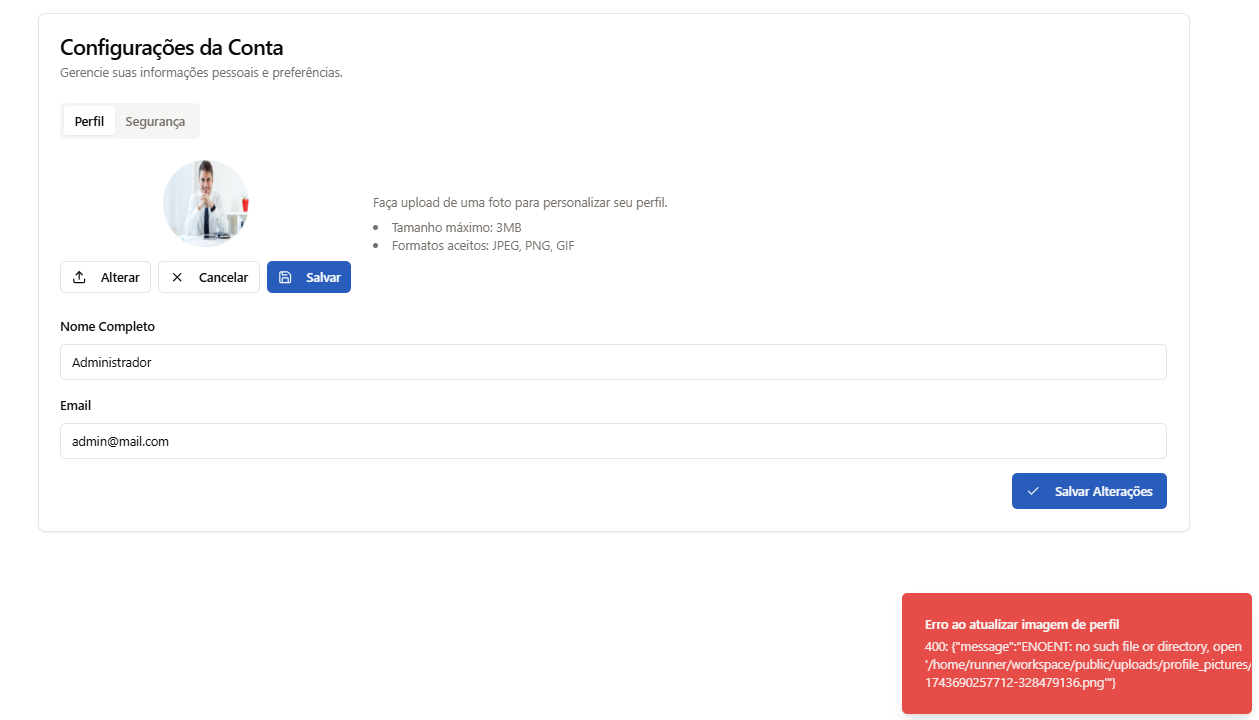 Configurações da Conta
Gerencie suas informações pessoais e preferências.
Perfil Segurança
Faça upload de uma foto para personalizar seu perfil.
• Tamanho máximo: 3MB
• Formatos aceitos: JPEG, PNG, GIF
Alterar Cancelar Salvar
Nome Completo
Administrador
Email
admin@mail.com
Salvar Alterações
Erro ao atualizar imagem de perfil
400: {"message":"ENOENT: no such file or directory, open
'/home/runner/workspace/public/uploads/profile_pictures/
1743690257712-328479136.png'"}